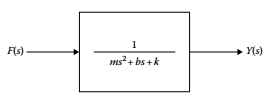 F(s)
1
ms² + bs + k
Y(s)